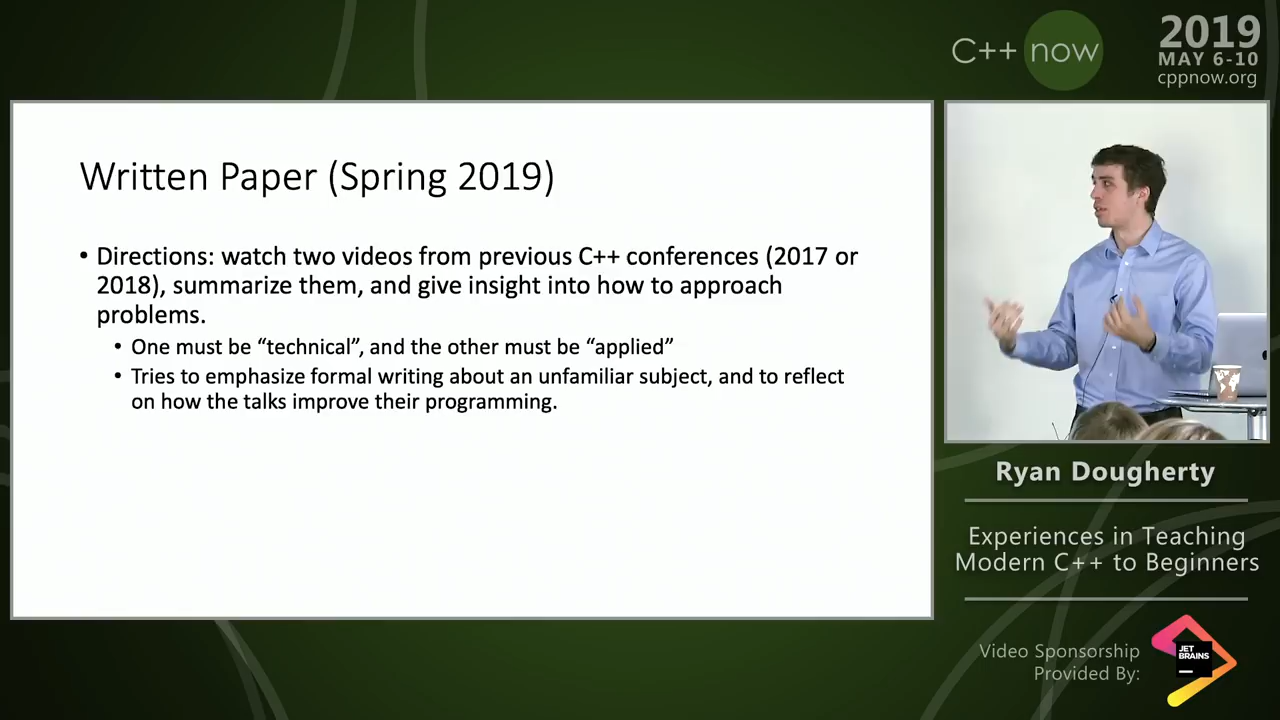 C++ now
2019
MAY 6-10
cppnow.org
Written Paper (Spring 2019)
• Directions: watch two videos from previous C++ conferences (2017 or
2018), summarize them, and give insight into how to approach
problems.
• One must be “technical”, and the other must be “applied”
• Tries to emphasize formal writing about an unfamiliar subject, and to reflect
on how the talks improve their programming.
Ryan Dougherty
Experiences in Teaching
Modern C++ to Beginners
Video Sponsorship
Provided By:
JET
BRAINS